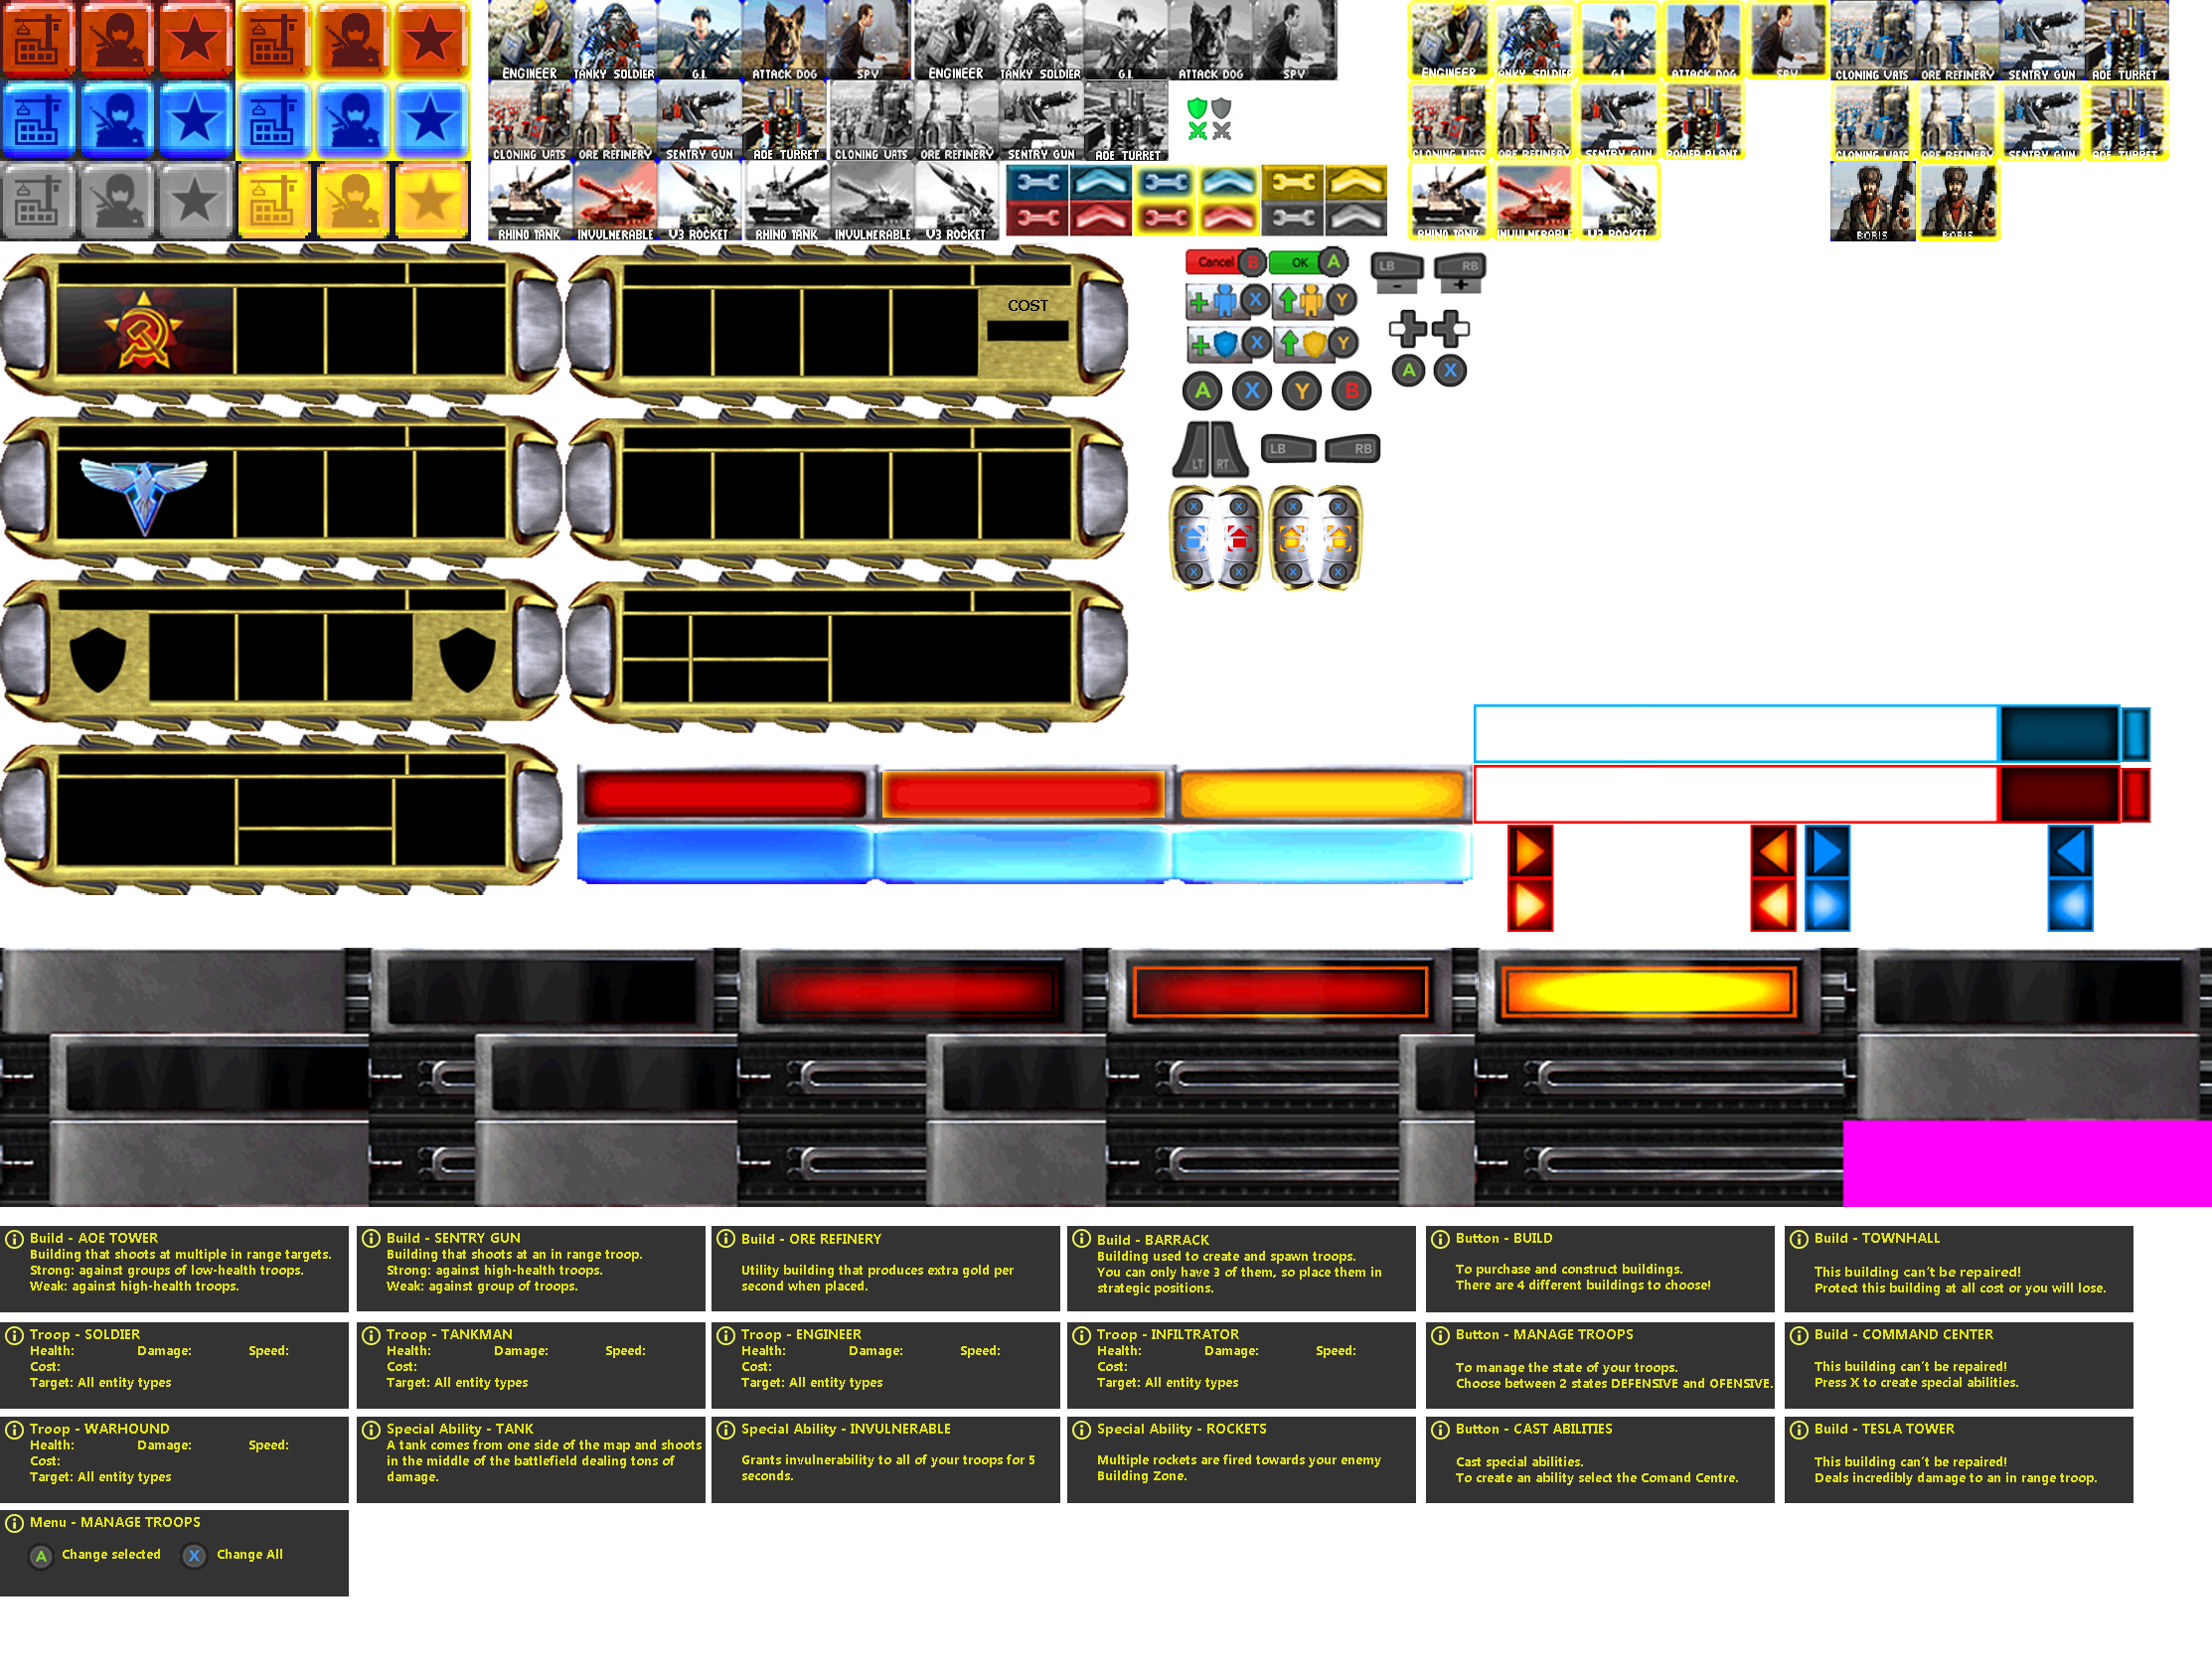 ENGINEER TANKY SOLDIER G.I. ATTACK DOG SPY ENGINEER TANKY SOLDIER G.I. ATTACK DOG SPY
ENGINEER TANKY SOLDIER G.I. ATTACK DOG SPY CLONING VATS ORE REFINERY SENTRY GUN AOE TURRET
CLONING VATS ORE REFINERY SENTRY GUN AOE TURRET CLONING VATS ORE REFINERY SENTRY GUN AOE TURRET
CLONING VATS ORE REFINERY SENTRY GUN POWER PLANT CLONING VATS ORE REFINERY SENTRY GUN AOE TURRET
RHINO TANK INVULNERABLE V3 ROCKET RHINO TANK INVULNERABLE V3 ROCKET
RHINO TANK INVULNERABLE V3 ROCKET BORIS BORIS
Cancel B OK A LB RB
- +
X Y
COST
X Y
A X
A X Y B
LT RT LB RB
X X X X
X X X X
Build - AOE TOWER
Building that shoots at multiple in range targets.
Strong: against groups of low-health troops.
Weak: against high-health troops.
Build - SENTRY GUN
Building that shoots at an in range troop.
Strong: against high-health troops.
Weak: against group of troops.
Build - ORE REFINERY
Utility building that produces extra gold per
second when placed.
Build - BARRACK
Building used to create and spawn troops.
You can only have 3 of them, so place them in
strategic positions.
Button - BUILD
To purchase and construct buildings.
There are 4 different buildings to choose!
Build - TOWNHALL
This building can't be repaired!
Protect this building at all cost or you will lose.
Troop - SOLDIER
Health: Damage: Speed:
Cost:
Target: All entity types
Troop - TANKMAN
Health: Damage: Speed:
Cost:
Target: All entity types
Troop - ENGINEER
Health: Damage: Speed:
Cost:
Target: All entity types
Troop - INFILTRATOR
Health: Damage: Speed:
Cost:
Target: All entity types
Button - MANAGE TROOPS
To manage the state of your troops.
Choose between 2 states DEFENSIVE and OFENSIVE.
Build - COMMAND CENTER
This building can't be repaired!
Press X to create special abilities.
Troop - WARHOUND
Health: Damage: Speed:
Cost:
Target: All entity types
Special Ability - TANK
A tank comes from one side of the map and shoots
in the middle of the battlefield dealing tons of
damage.
Special Ability - INVULNERABLE
Grants invulnerability to all of your troops for 5
seconds.
Special Ability - ROCKETS
Multiple rockets are fired towards your enemy
Building Zone.
Button - CAST ABILITIES
Cast special abilities.
To create an ability select the Comand Centre.
Build - TESLA TOWER
This building can't be repaired!
Deals incredibly damage to an in range troop.
Menu - MANAGE TROOPS
A Change selected X Change All